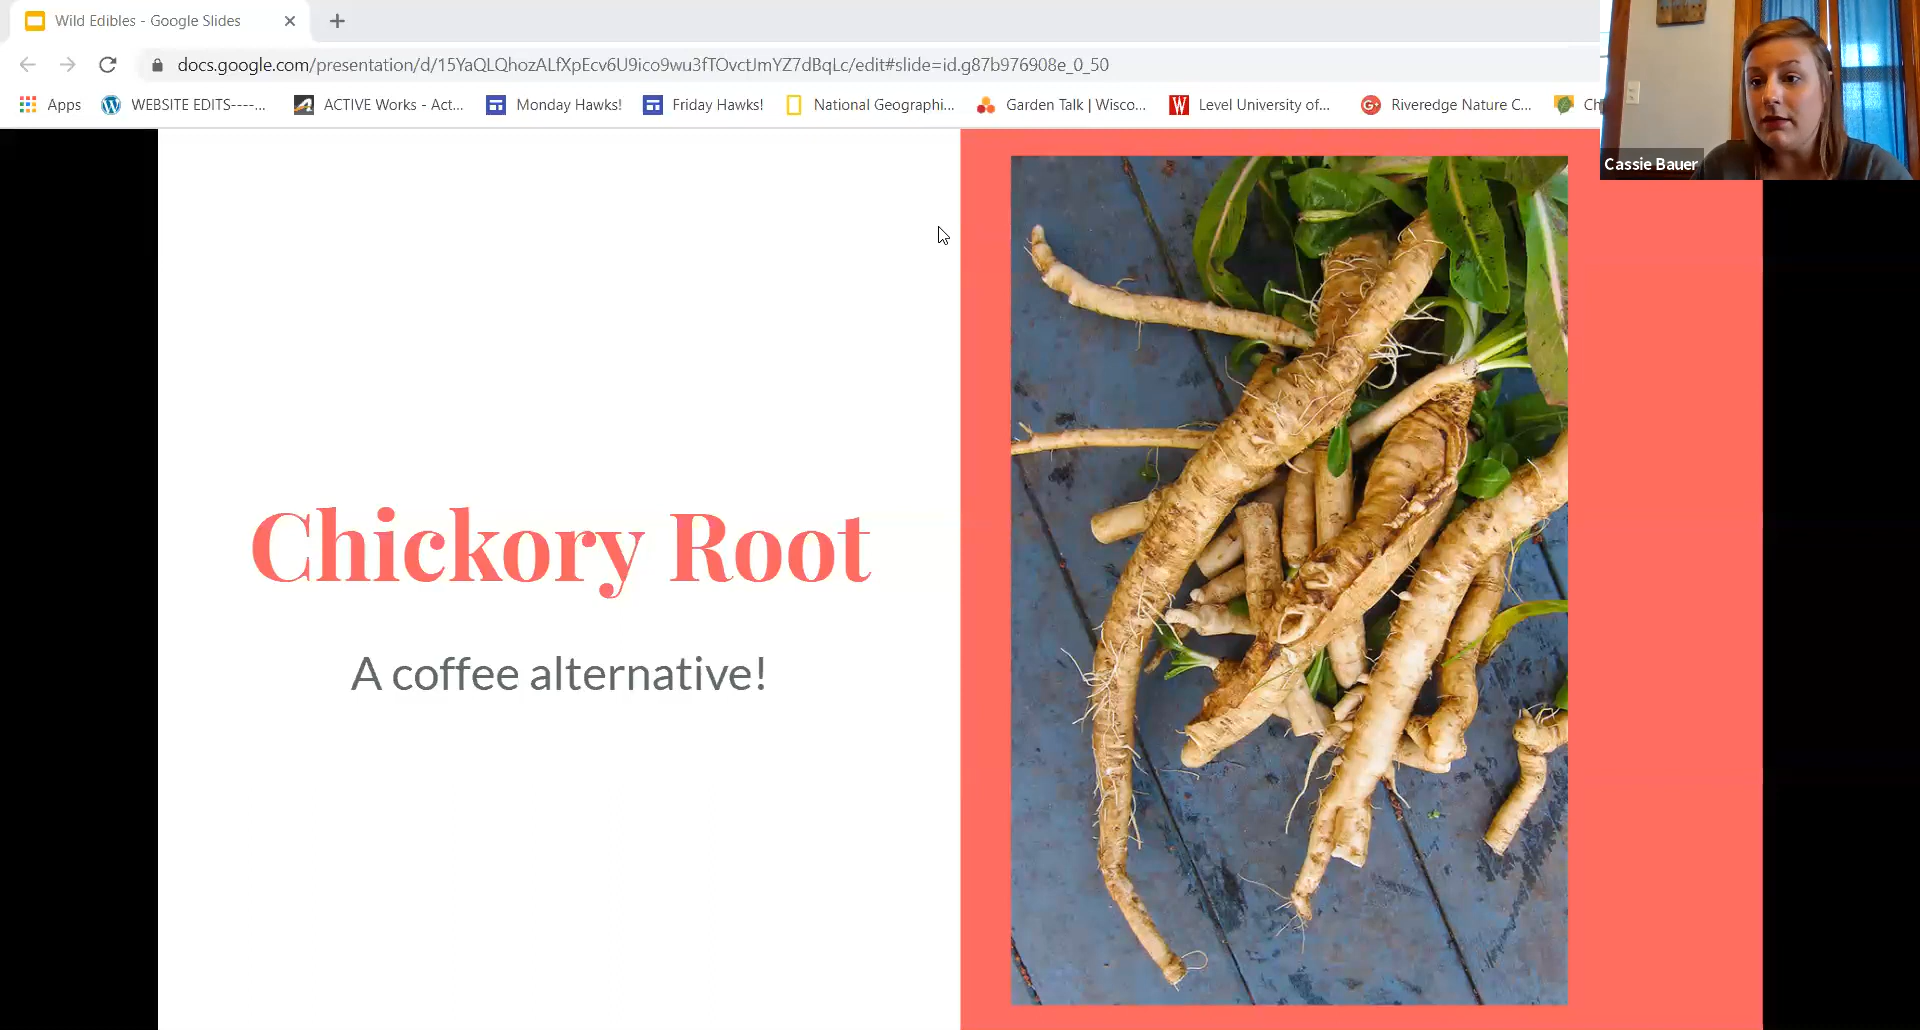 Wild Edibles - Google Slides
docs.google.com/presentation/d/15YaQLQhozALfXpEcv6U9ico9wu3fTOvctJmYZ7dBqLc/edit#slide=id.g87b976908e_0_50
Apps WEBSITE EDITS----... ACTIVE Works - Act... Monday Hawks! Friday Hawks! National Geographi... Garden Talk | Wisco... Level University of... Riveredge Nature C... Ch
Cassie Bauer
Chickory Root
A coffee alternative!